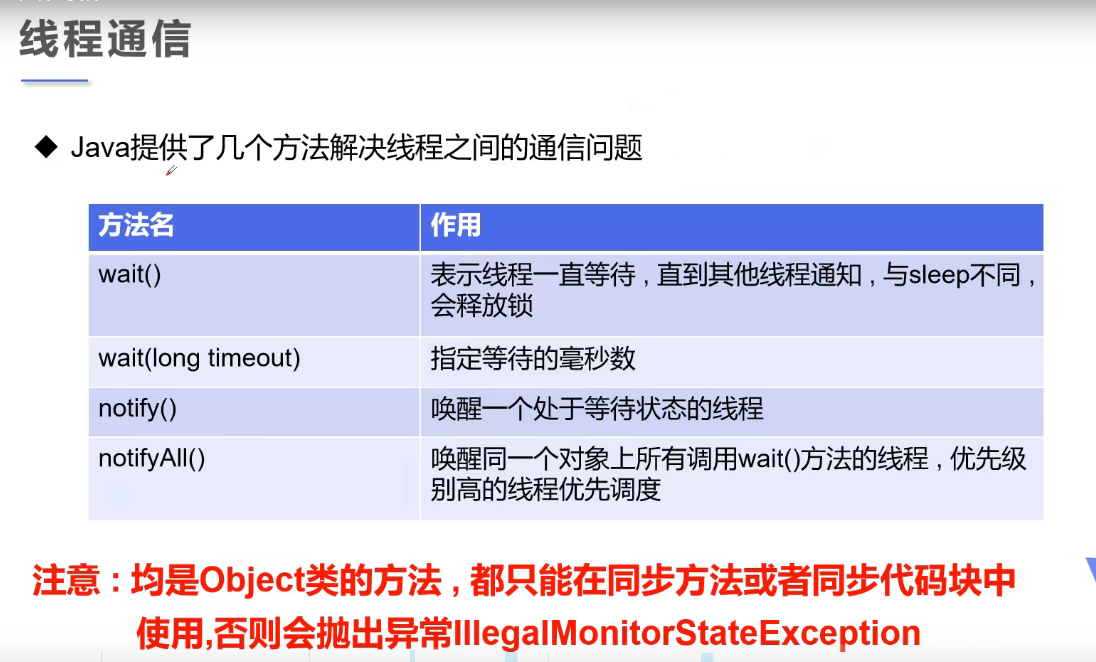 线程通信
◆ Java提供了几个方法解决线程之间的通信问题
方法名 作用
wait() 表示线程一直等待，直到其他线程通知，与sleep不同，
会释放锁
wait(long timeout) 指定等待的毫秒数
notify() 唤醒一个处于等待状态的线程
notifyAll() 唤醒同一个对象上所有调用wait()方法的线程，优先级
别高的线程优先调度
注意：均是Object类的方法，都只能在同步方法或者同步代码块中
使用,否则会抛出异常IllegalMonitorStateException